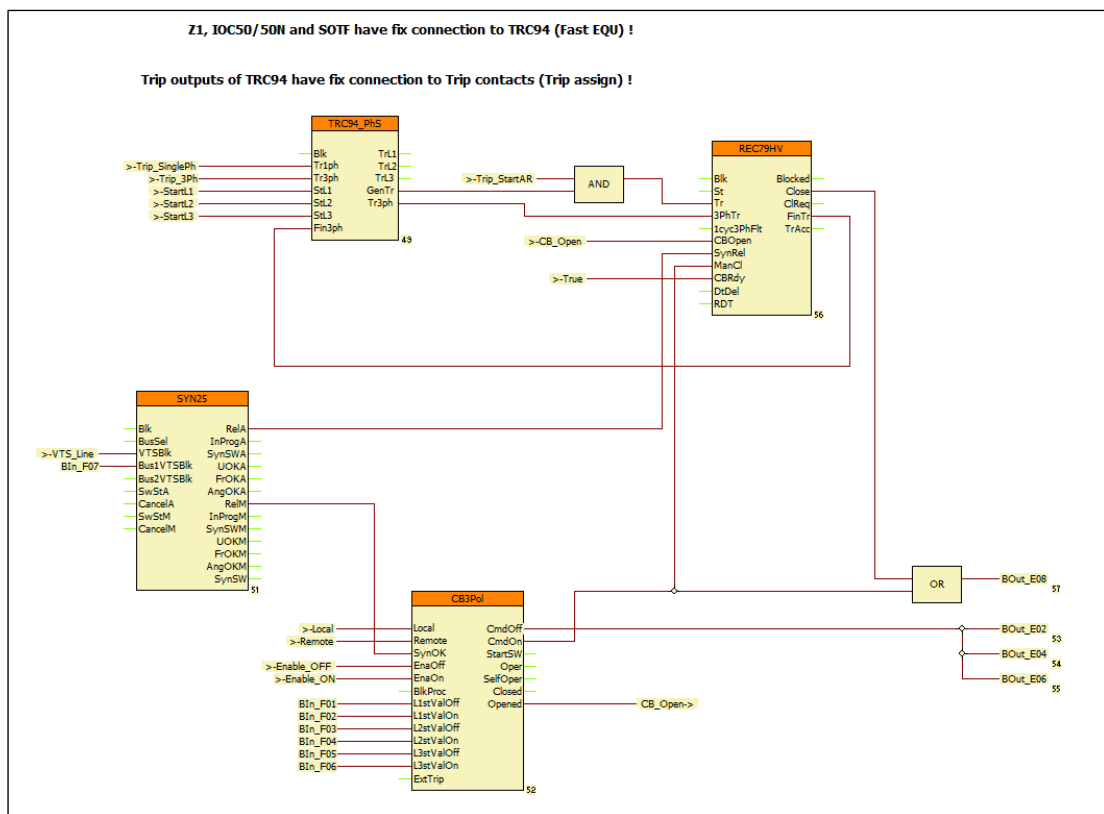 Z1, IOC50/50N and SOTF have fix connection to TRC94 (Fast EQU) !
Trip outputs of TRC94 have fix connection to Trip contacts (Trip assign) !
TRC94_PhS
Blk TrL1
>-Trip_SinglePh Tr1ph TrL2
>-Trip_3Ph Tr3ph TrL3
>-StartL1 StL1 GenTr
>-StartL2 StL2 Tr3ph
>-StartL3 StL3
Fin3ph
49
>-Trip_StartAR
AND
REC79HV
Blk Blocked
St Close
Tr ClReq
3PhTr FinTr
1cyc3PhFlt TrAcc
>-CB_Open CBOpen
SynRel
ManCl
>-True CBRdy
DtDel
RDT
56
SYN25
Blk RelA
BusSel InProgA
>-VTS_Line VTSBlk SynSWA
BIn_F07 Bus1VTSBlk UOKA
Bus2VTSBlk FrOKA
SwStA AngOKA
CancelA RelM
SwStM InProgM
CancelM SynSWM
UOKM
FrOKM
AngOKM
SynSW
51
CB3Pol
>-Local Local CmdOff
>-Remote Remote CmdOn
SynOK StartSW
>-Enable_OFF EnaOff Oper
>-Enable_ON EnaOn SelfOper
BlkProc Closed
BIn_F01 L1stValOff Opened CB_Open->
BIn_F02 L1stValOn
BIn_F03 L2stValOff
BIn_F04 L2stValOn
BIn_F05 L3stValOff
BIn_F06 L3stValOn
ExtTrip
52
OR
BOut_E08
57
BOut_E02
53
BOut_E04
54
BOut_E06
55